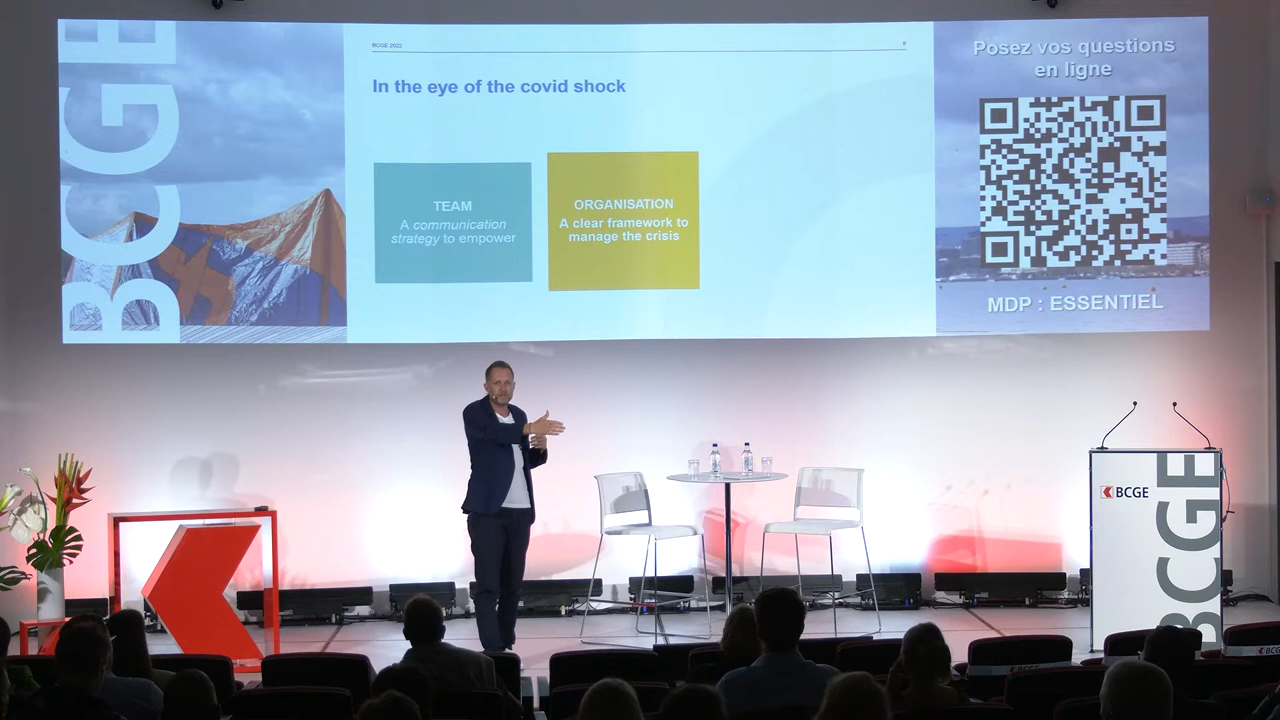 BCGE
BCGE 2022
8
In the eye of the covid shock
TEAM
A communication
strategy to empower
ORGANISATION
A clear framework to
manage the crisis
Posez vos questions
en ligne
MDP : ESSENTIEL
BCGE
BCGE